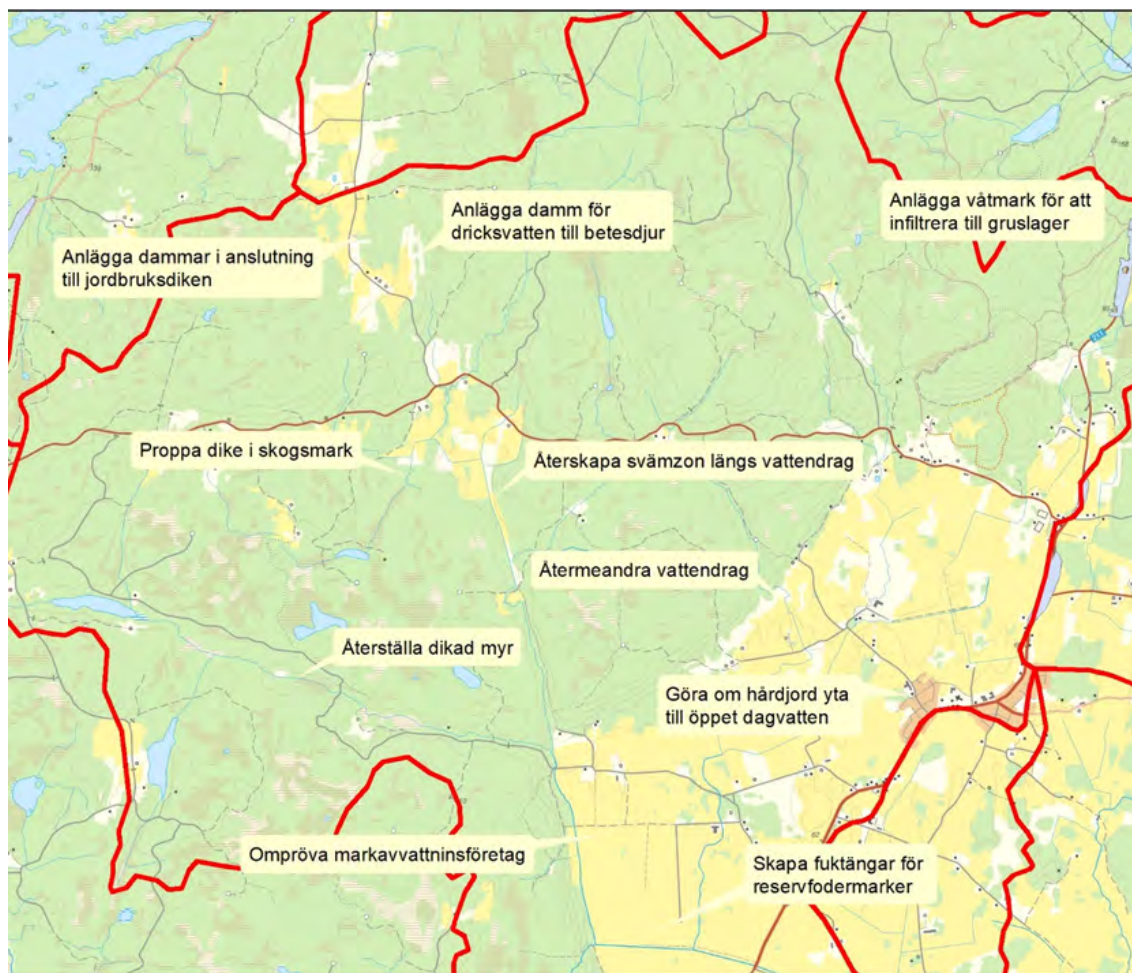 Anlägga damm för
dricksvatten till betesdjur
Anlägga våtmark för att
infiltrera till gruslager
Anlägga dammar i anslutning
till jordbruksdiken
Proppa dike i skogsmark
Återskapa svämzon längs vattendrag
Återmeandra vattendrag
Återställa dikad myr
Göra om hårdjord yta
till öppet dagvatten
Ompröva markavvattninsföretag
Skapa fuktängar för
reservfodermarker